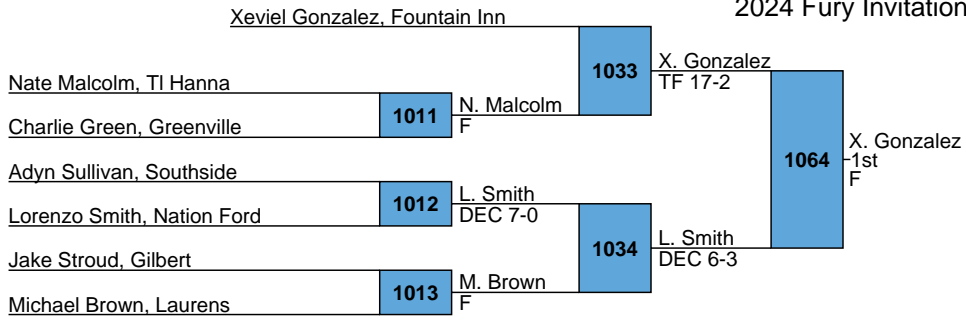 2024 Fury Invitation
Xeviel Gonzalez, Fountain Inn
1033
X. Gonzalez
TF 17-2
Nate Malcolm, Tl Hanna
1011
N. Malcolm
F
Charlie Green, Greenville
1064
X. Gonzalez
1st
F
Adyn Sullivan, Southside
1012
L. Smith
DEC 7-0
Lorenzo Smith, Nation Ford
1034
L. Smith
DEC 6-3
Jake Stroud, Gilbert
1013
M. Brown
F
Michael Brown, Laurens